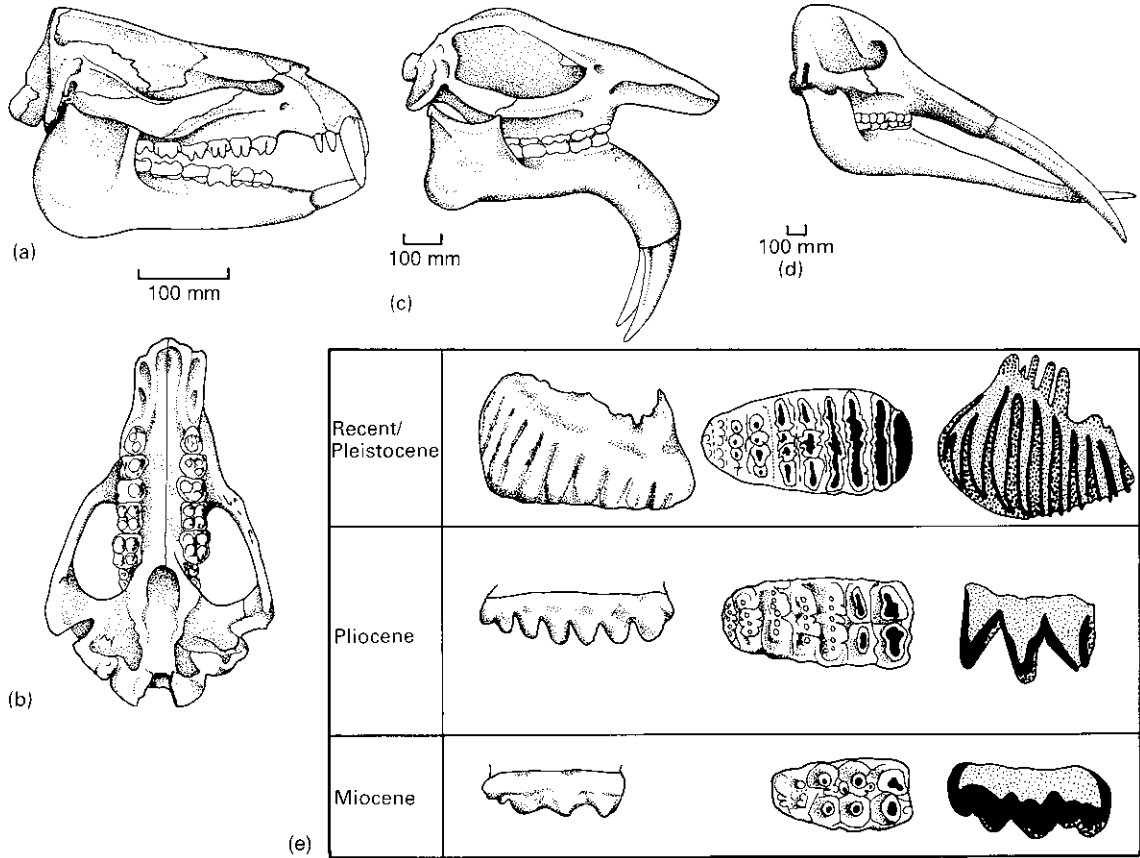 (a)
100 mm
100 mm
(c)
100 mm
(d)
(b)
Recent/
Pleistocene
Pliocene
Miocene
(e)